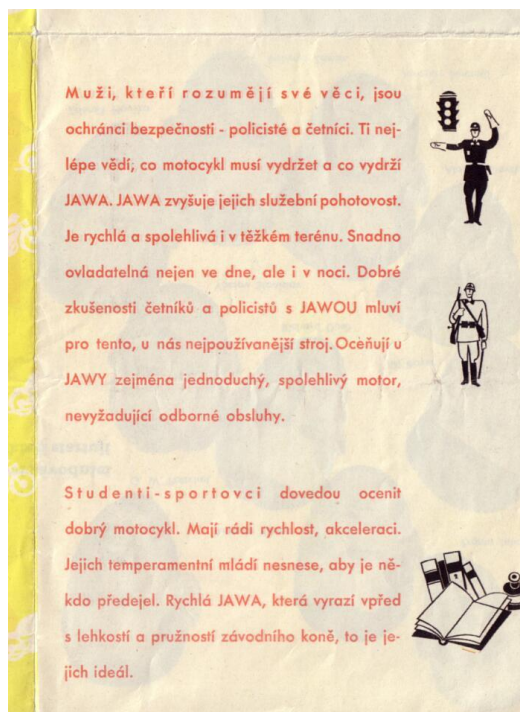 Muži, kteří rozumějí své věci, jsou
ochránci bezpečnosti - policisté a četníci. Ti nej-
lépe vědí, co motocykl musí vydržet a co vydrží
JAWA. JAWA zvyšuje jejich služební pohotovost.
Je rychlá a spolehlivá i v těžkém terénu. Snadno
ovladatelná nejen ve dne, ale i v noci. Dobré
zkušenosti četníků a policistů s JAWOU mluví
pro tento, u nás nejpoužívanější stroj. Oceňují u
JAWY zejména jednoduchý, spolehlivý motor,
nevyžadující odborné obsluhy.
Studenti-sportovci dovedou ocenit
dobrý motocykl. Mají rádi rychlost, akceleraci.
Jejich temperamentní mládí nesnese, aby je ně-
kdo předejel. Rychlá JAWA, která vyrazí vpřed
s lehkostí a pružností závodního koně, to je je-
jich ideál.